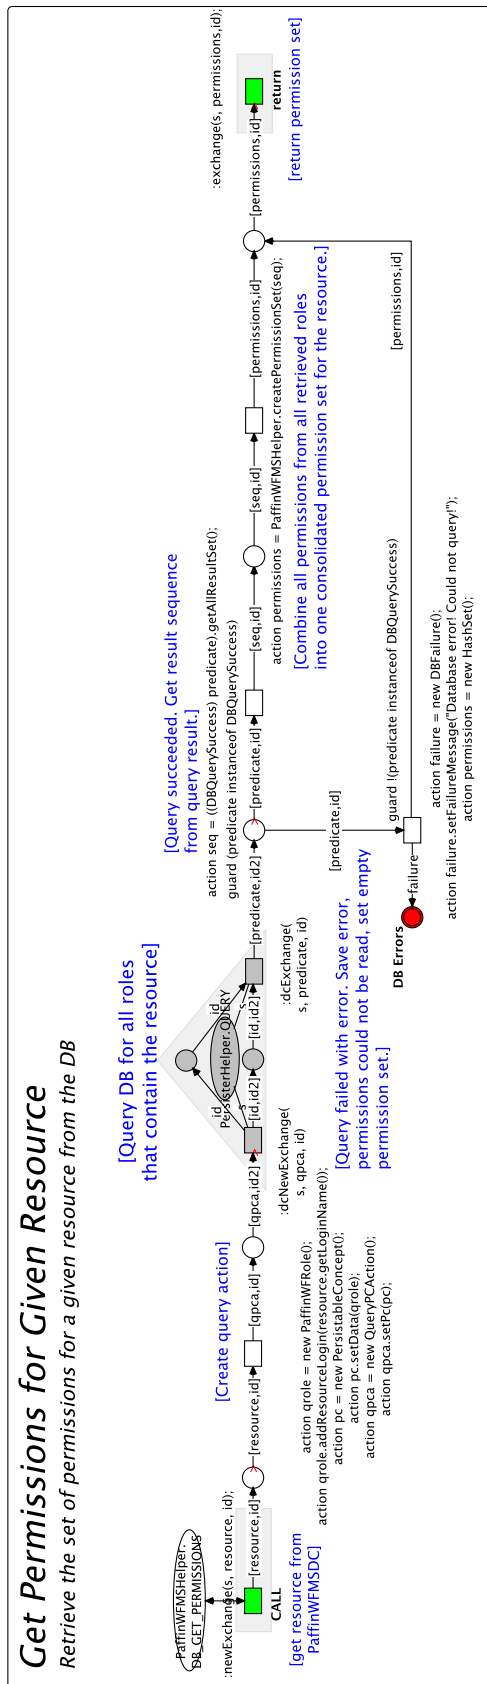 Get Permissions for Given Resource
Retrieve the set of permissions for a given resource from the DB
PaffinWFMSHelper.
DB_GET_PERMISSIONS
:newExchange(s, resource, id);
CALL
[get resource from
PaffinWFMSDC]
[resource,id]
[resource,id]
[Create query action]
action qrole = new PaffinWFRole();
action qrole.addResourceLogin(resource.getLoginName());
action pc = new PersistableConcept();
action pc.setData(qrole);
action qpca = new QueryPCAction();
action qpca.setPc(pc);
[qpca,id]
[qpca,id2]
[Query DB for all roles
that contain the resource]
:dcNewExchange(
s, qpca, id)
id
id
PersisterHelper.QUERY
s
s
[id,id2]
[id,id2]
:dcExchange(
s, predicate, id)
[predicate,id2]
[Query succeeded. Get result sequence
from query result.]
action seq = ((DBQuerySuccess) predicate).getAllResultSet();
guard (predicate instanceof DBQuerySuccess)
[predicate,id]
[seq,id]
[seq,id]
action permissions = PaffinWFMSHelper.createPermissionSet(seq);
[Combine all permissions from all retrieved roles
into one consolidated permission set for the resource.]
[permissions,id]
[permissions,id]
:exchange(s, permissions,id);
return
[return permission set]
[predicate,id]
[Query failed with error. Save error,
permissions could not be read, set empty
permission set.]
DB Errors
failure
guard !(predicate instanceof DBQuerySuccess)
action failure = new DBFailure();
action failure.setFailureMessage("Database error! Could not query!");
action permissions = new HashSet();
[permissions,id]